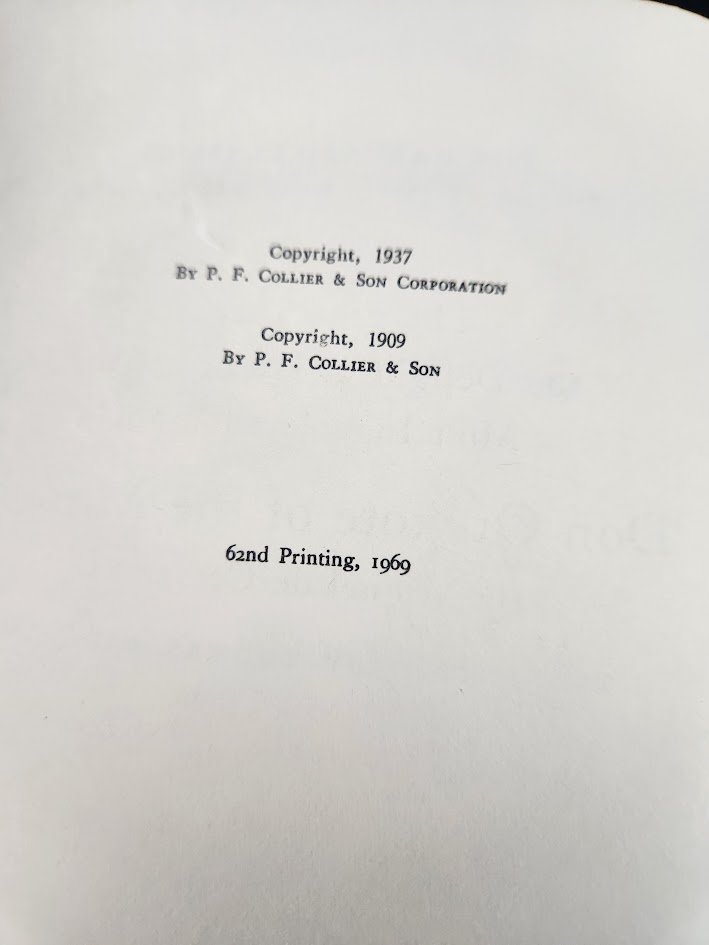 Copyright, 1937
By P. F. Collier & Son Corporation
Copyright, 1909
By P. F. Collier & Son
62nd Printing, 1969